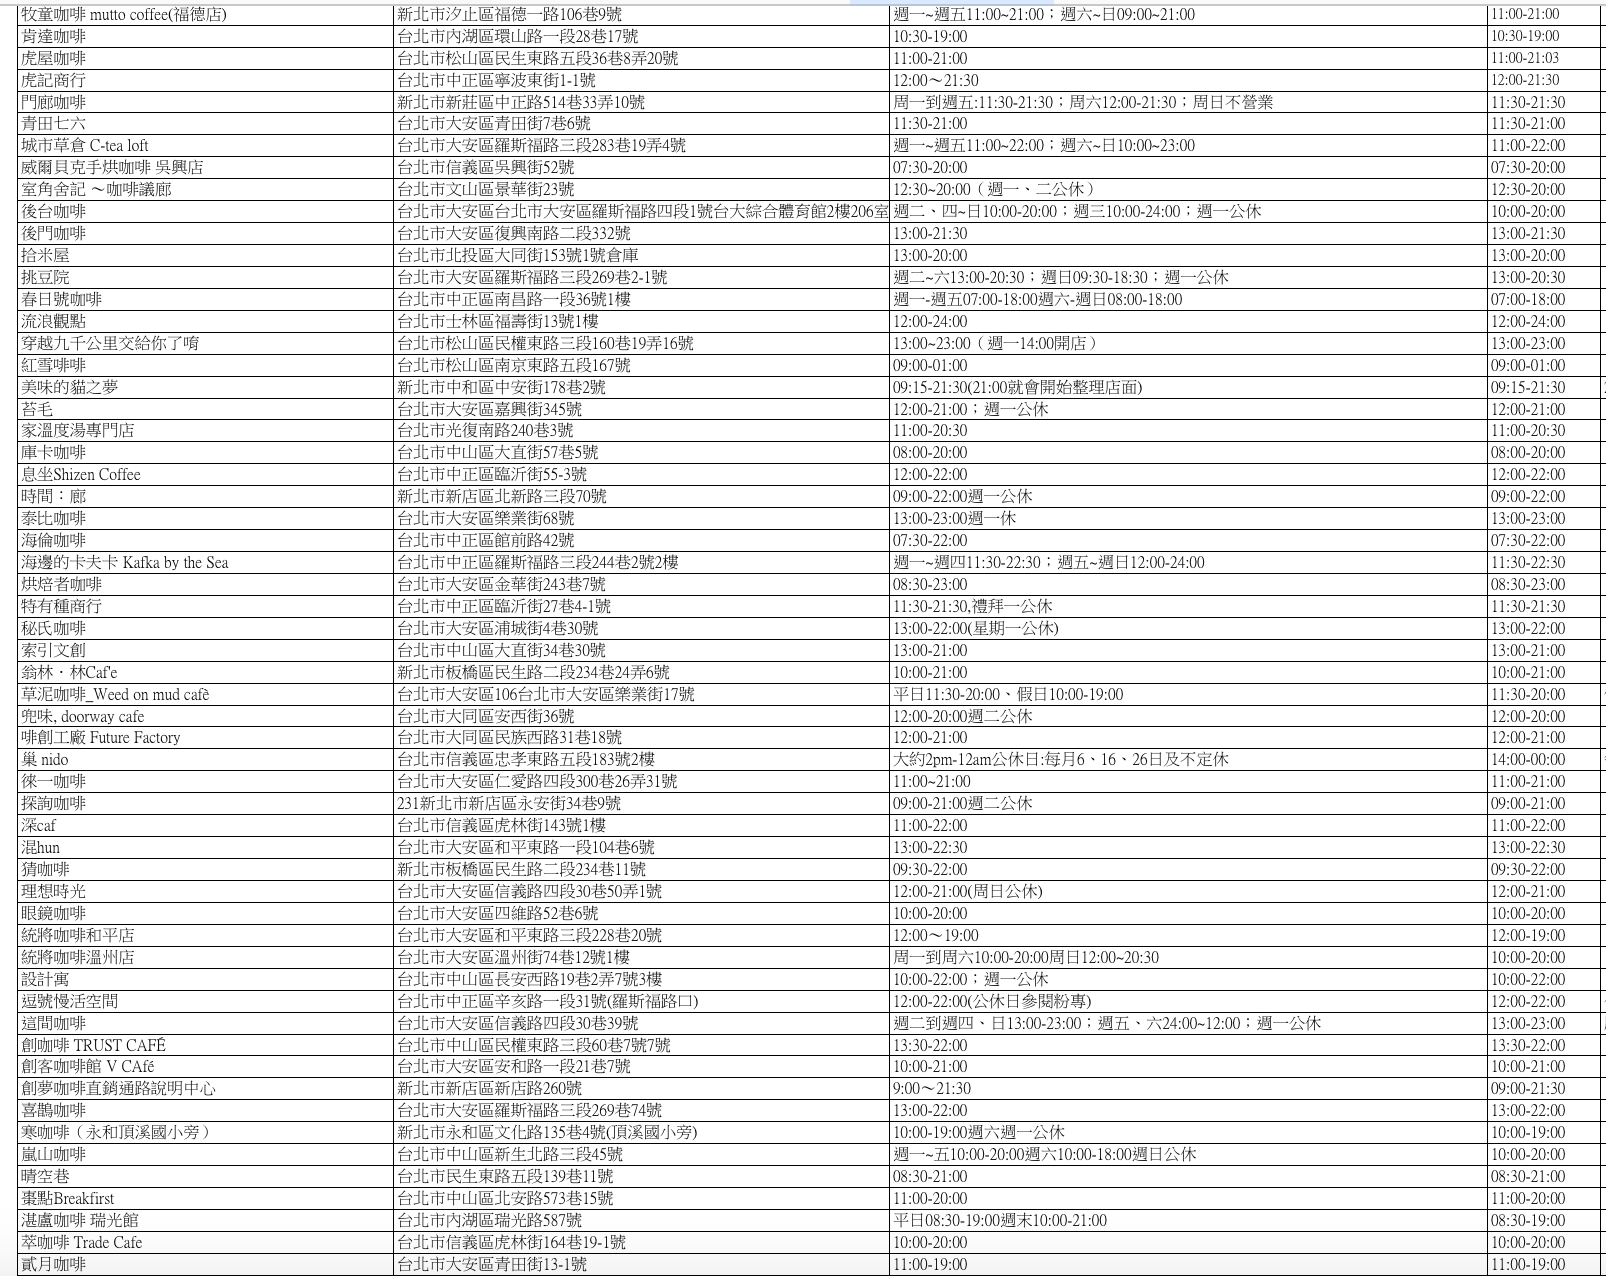 牧童咖啡 mutto coffee(福德店) 新北市汐止區福德一路106巷9號 週一~週五11:00~21:00；週六~日09:00~21:00 11:00-21:00
肯達咖啡 台北市內湖區環山路一段28巷17號 10:30-19:00 10:30-19:00
虎屋咖啡 台北市松山區民生東路五段36巷8弄20號 11:00-21:00 11:00-21:03
虎記商行 台北市中正區寧波東街1-1號 12:00～21:30 12:00-21:30
門廊咖啡 新北市新莊區中正路514巷33弄10號 周一到週五:11:30-21:30；周六12:00-21:30；周日不營業 11:30-21:30
青田七六 台北市大安區青田街7巷6號 11:30-21:00 11:30-21:00
城市草倉 C-tea loft 台北市大安區羅斯福路三段283巷19弄4號 週一~週五11:00~22:00；週六~日10:00~23:00 11:00-22:00
威爾貝克手烘咖啡 吳興店 台北市信義區吳興街52號 07:30-20:00 07:30-20:00
室角舍記 ～咖啡議廊 台北市文山區景華街23號 12:30~20:00（週一、二公休） 12:30-20:00
後台咖啡 台北市大安區台北市大安區羅斯福路四段1號台大綜合體育館2樓206室 週二、四~日10:00-20:00；週三10:00-24:00；週一公休 10:00-20:00
後門咖啡 台北市大安區復興南路二段332號 13:00-21:30 13:00-21:30
拾米屋 台北市北投區大同街153號1號倉庫 13:00-20:00 13:00-20:00
挑豆院 台北市大安區羅斯福路三段269巷2-1號 週二~六13:00-20:30；週日09:30-18:30；週一公休 13:00-20:30
春日號咖啡 台北市中正區南昌路一段36號1樓 週一-週五07:00-18:00週六-週日08:00-18:00 07:00-18:00
流浪觀點 台北市士林區福壽街13號1樓 12:00-24:00 12:00-24:00
穿越九千公里交給你了唷 台北市松山區民權東路三段160巷19弄16號 13:00~23:00（週一14:00開店） 13:00-23:00
紅雪啡啡 台北市松山區南京東路五段167號 09:00-01:00 09:00-01:00
美味的貓之夢 新北市中和區中安街178巷2號 09:15-21:30(21:00就會開始整理店面) 09:15-21:30
苔毛 台北市大安區嘉興街345號 12:00-21:00；週一公休 12:00-21:00
家溫度湯專門店 台北市光復南路240巷3號 11:00-20:30 11:00-20:30
庫卡咖啡 台北市中山區大直街57巷5號 08:00-20:00 08:00-20:00
息坐Shizen Coffee 台北市中正區臨沂街55-3號 12:00-22:00 12:00-22:00
時間：廊 新北市新店區北新路三段70號 09:00-22:00週一公休 09:00-22:00
泰比咖啡 台北市大安區樂業街68號 13:00-23:00週一休 13:00-23:00
海倫咖啡 台北市中正區館前路42號 07:30-22:00 07:30-22:00
海邊的卡夫卡 Kafka by the Sea 台北市中正區羅斯福路三段244巷2號2樓 週一~週四11:30-22:30；週五~週日12:00-24:00 11:30-22:30
烘焙者咖啡 台北市大安區金華街243巷7號 08:30-23:00 08:30-23:00
特有種商行 台北市中正區臨沂街27巷4-1號 11:30-21:30,禮拜一公休 11:30-21:30
秘氏咖啡 台北市大安區浦城街4巷30號 13:00-22:00(星期一公休) 13:00-22:00
索引文創 台北市中山區大直街34巷30號 13:00-21:00 13:00-21:00
翁林．林Caf'e 新北市板橋區民生路二段234巷24弄6號 10:00-21:00 10:00-21:00
草泥咖啡_Weed on mud cafè 台北市大安區106台北市大安區樂業街17號 平日11:30-20:00、假日10:00-19:00 11:30-20:00
兜味, doorway cafe 台北市大同區安西街36號 12:00-20:00週二公休 12:00-20:00
啡創工廠 Future Factory 台北市大同區民族西路31巷18號 12:00-21:00 12:00-21:00
巢 nido 台北市信義區忠孝東路五段183號2樓 大約2pm-12am公休日:每月6、16、26日及不定休 14:00-00:00
徠一咖啡 台北市大安區仁愛路四段300巷26弄31號 11:00~21:00 11:00-21:00
探詢咖啡 231新北市新店區永安街34巷9號 09:00-21:00週二公休 09:00-21:00
深caf 台北市信義區虎林街143號1樓 11:00-22:00 11:00-22:00
混hun 台北市大安區和平東路一段104巷6號 13:00-22:30 13:00-22:30
猜咖啡 新北市板橋區民生路二段234巷11號 09:30-22:00 09:30-22:00
理想時光 台北市大安區信義路四段30巷50弄1號 12:00-21:00(周日公休) 12:00-21:00
眼鏡咖啡 台北市大安區四維路52巷6號 10:00-20:00 10:00-20:00
統將咖啡和平店 台北市大安區和平東路三段228巷20號 12:00～19:00 12:00-19:00
統將咖啡溫州店 台北市大安區溫州街74巷12號1樓 周一到周六10:00-20:00周日12:00~20:30 10:00-20:00
設計寓 台北市中山區長安西路19巷2弄7號3樓 10:00-22:00；週一公休 10:00-22:00
逗號慢活空間 台北市中正區辛亥路一段31號(羅斯福路口) 12:00-22:00(公休日參閱粉專) 12:00-22:00
這間咖啡 台北市大安區信義路四段30巷39號 週二到週四、日13:00-23:00；週五、六24:00~12:00；週一公休 13:00-23:00
創咖啡 TRUST CAFÉ 台北市中山區民權東路三段60巷7號7號 13:30-22:00 13:30-22:00
創客咖啡館 V CAfé 台北市大安區安和路一段21巷7號 10:00-21:00 10:00-21:00
創夢咖啡直銷通路說明中心 新北市新店區新店路260號 9:00～21:30 09:00-21:30
喜鵲咖啡 台北市大安區羅斯福路三段269巷74號 13:00-22:00 13:00-22:00
寒咖啡（永和頂溪國小旁） 新北市永和區文化路135巷4號(頂溪國小旁) 10:00-19:00週六週一公休 10:00-19:00
嵐山咖啡 台北市中山區新生北路三段45號 週一~五10:00-20:00週六10:00-18:00週日公休 10:00-20:00
晴空巷 台北市民生東路五段139巷11號 08:30-21:00 08:30-21:00
棗點Breakfirst 台北市中山區北安路573巷15號 11:00-20:00 11:00-20:00
湛盧咖啡 瑞光館 台北市內湖區瑞光路587號 平日08:30-19:00週末10:00-21:00 08:30-19:00
萃咖啡 Trade Cafe 台北市信義區虎林街164巷19-1號 10:00-20:00 10:00-20:00
貳月咖啡 台北市大安區青田街13-1號 11:00-19:00 11:00-19:00